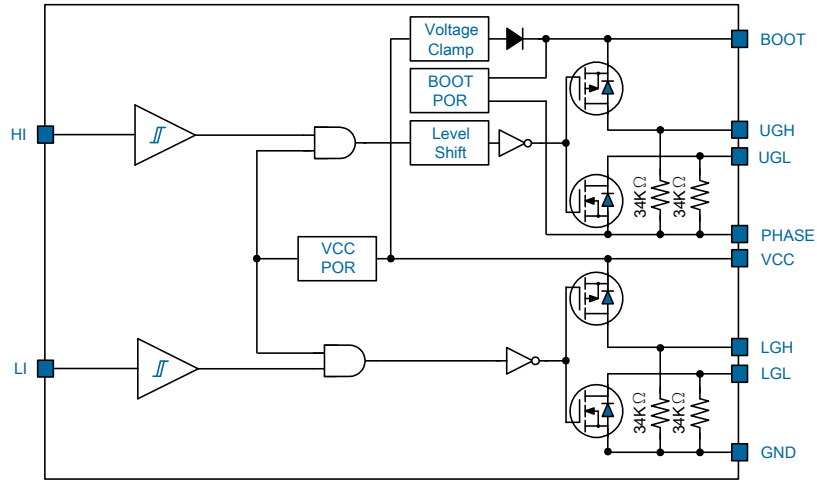 Voltage
Clamp
BOOT
BOOT
POR
HI
Level
Shift
UGH
UGL
34KΩ
34KΩ
PHASE
VCC
POR
VCC
LGH
LI
LGL
34KΩ
34KΩ
GND